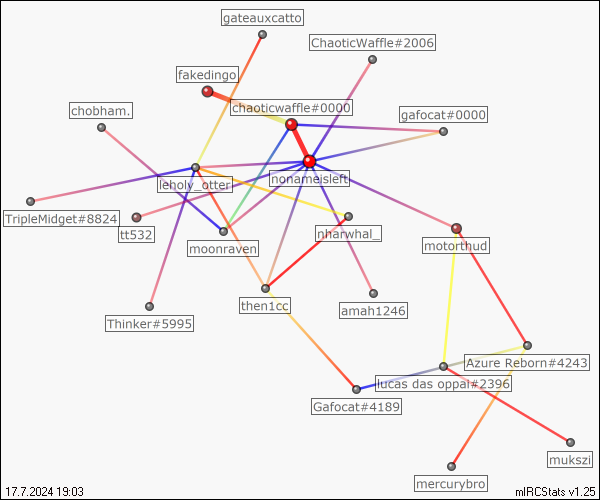 gateauxcatto
ChaoticWaffle#2006
fakedingo
chaoticwaffle#0000
chobham.
gafocat#0000
nonameisleft
leholy_otter
TripleMidget#8824
tt532
nharwhal_
moonraven
motorthud
then1cc
amah1246
Thinker#5995
Azure Reborn#4243
lucas das oppai#2396
Gafocat#4189
mukszi
mercurybro
17.7.2024 19:03
mIRCStats v1.25